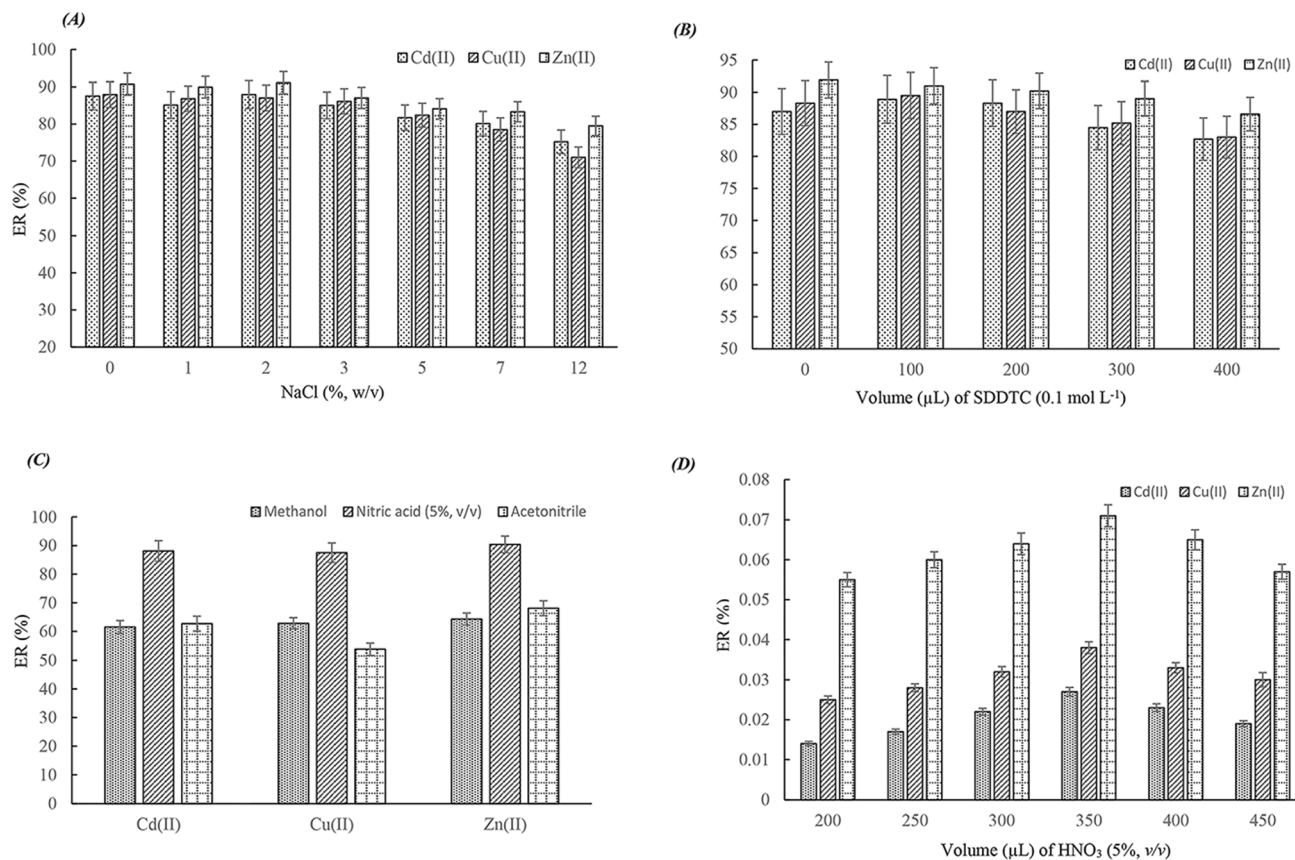 (A)
Cd(II) Cu(II) Zn(II)
100
90
80
70
60
50
40
30
20
ER (%)
0 1 2 3 5 7 12
NaCl (%, w/v)
(B)
Cd(II) Cu(II) Zn(II)
95
90
85
80
75
70
65
60
55
50
ER (%)
0 100 200 300 400
Volume (µL) of SDDTC (0.1 mol L-1)
(C)
Methanol Nitric acid (5%, v/v) Acetonitrile
100
90
80
70
60
50
40
30
20
10
0
ER (%)
Cd(II) Cu(II) Zn(II)
(D)
Cd(II) Cu(II) Zn(II)
0.08
0.07
0.06
0.05
0.04
0.03
0.02
0.01
0
ER (%)
200 250 300 350 400 450
Volume (µL) of HNO3 (5%, v/v)